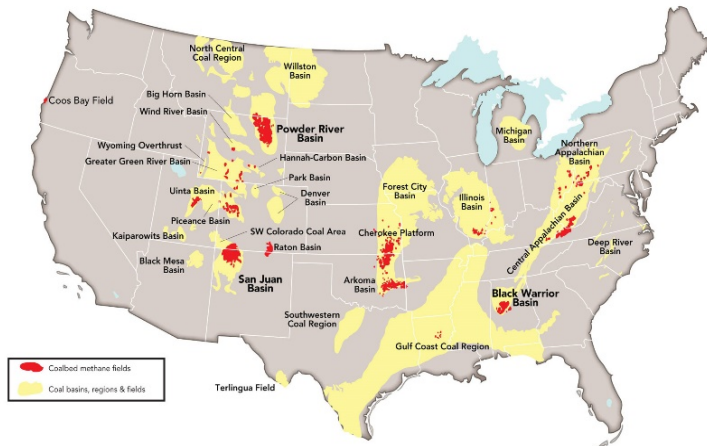 North Central
Coal Region
Willston
Basin
Big Horn Basin
Coos Bay Field
Wind River Basin
Powder River
Basin
Michigan
Basin
Northern
Appalachian
Basin
Wyoming Overthrust
Hannah-Carbon Basin
Greater Green River Basin
Park Basin
Forest City
Basin
Uinta Basin
Denver
Basin
Illinois
Basin
Piceance Basin
Central Appalachian Basin
SW Colorado Coal Area
Cherokee Platform
Kaiparowits Basin
Raton Basin
Deep River
Basin
Black Mesa
Basin
San Juan
Basin
Arkoma
Basin
Black Warrior
Basin
Southwestern
Coal Region
Gulf Coast Coal Region
Coalbed methane fields
Coal basins, regions & fields
Terlingua Field